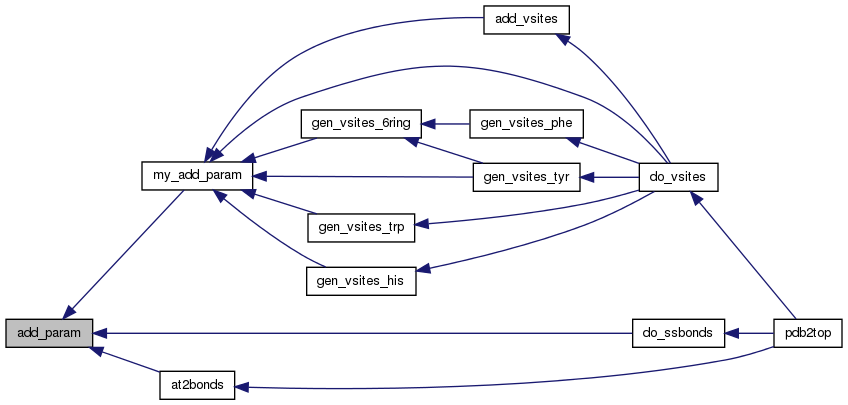 add_vsites
gen_vsites_6ring
gen_vsites_phe
my_add_param
gen_vsites_tyr
do_vsites
gen_vsites_trp
gen_vsites_his
add_param
do_ssbonds
pdb2top
at2bonds